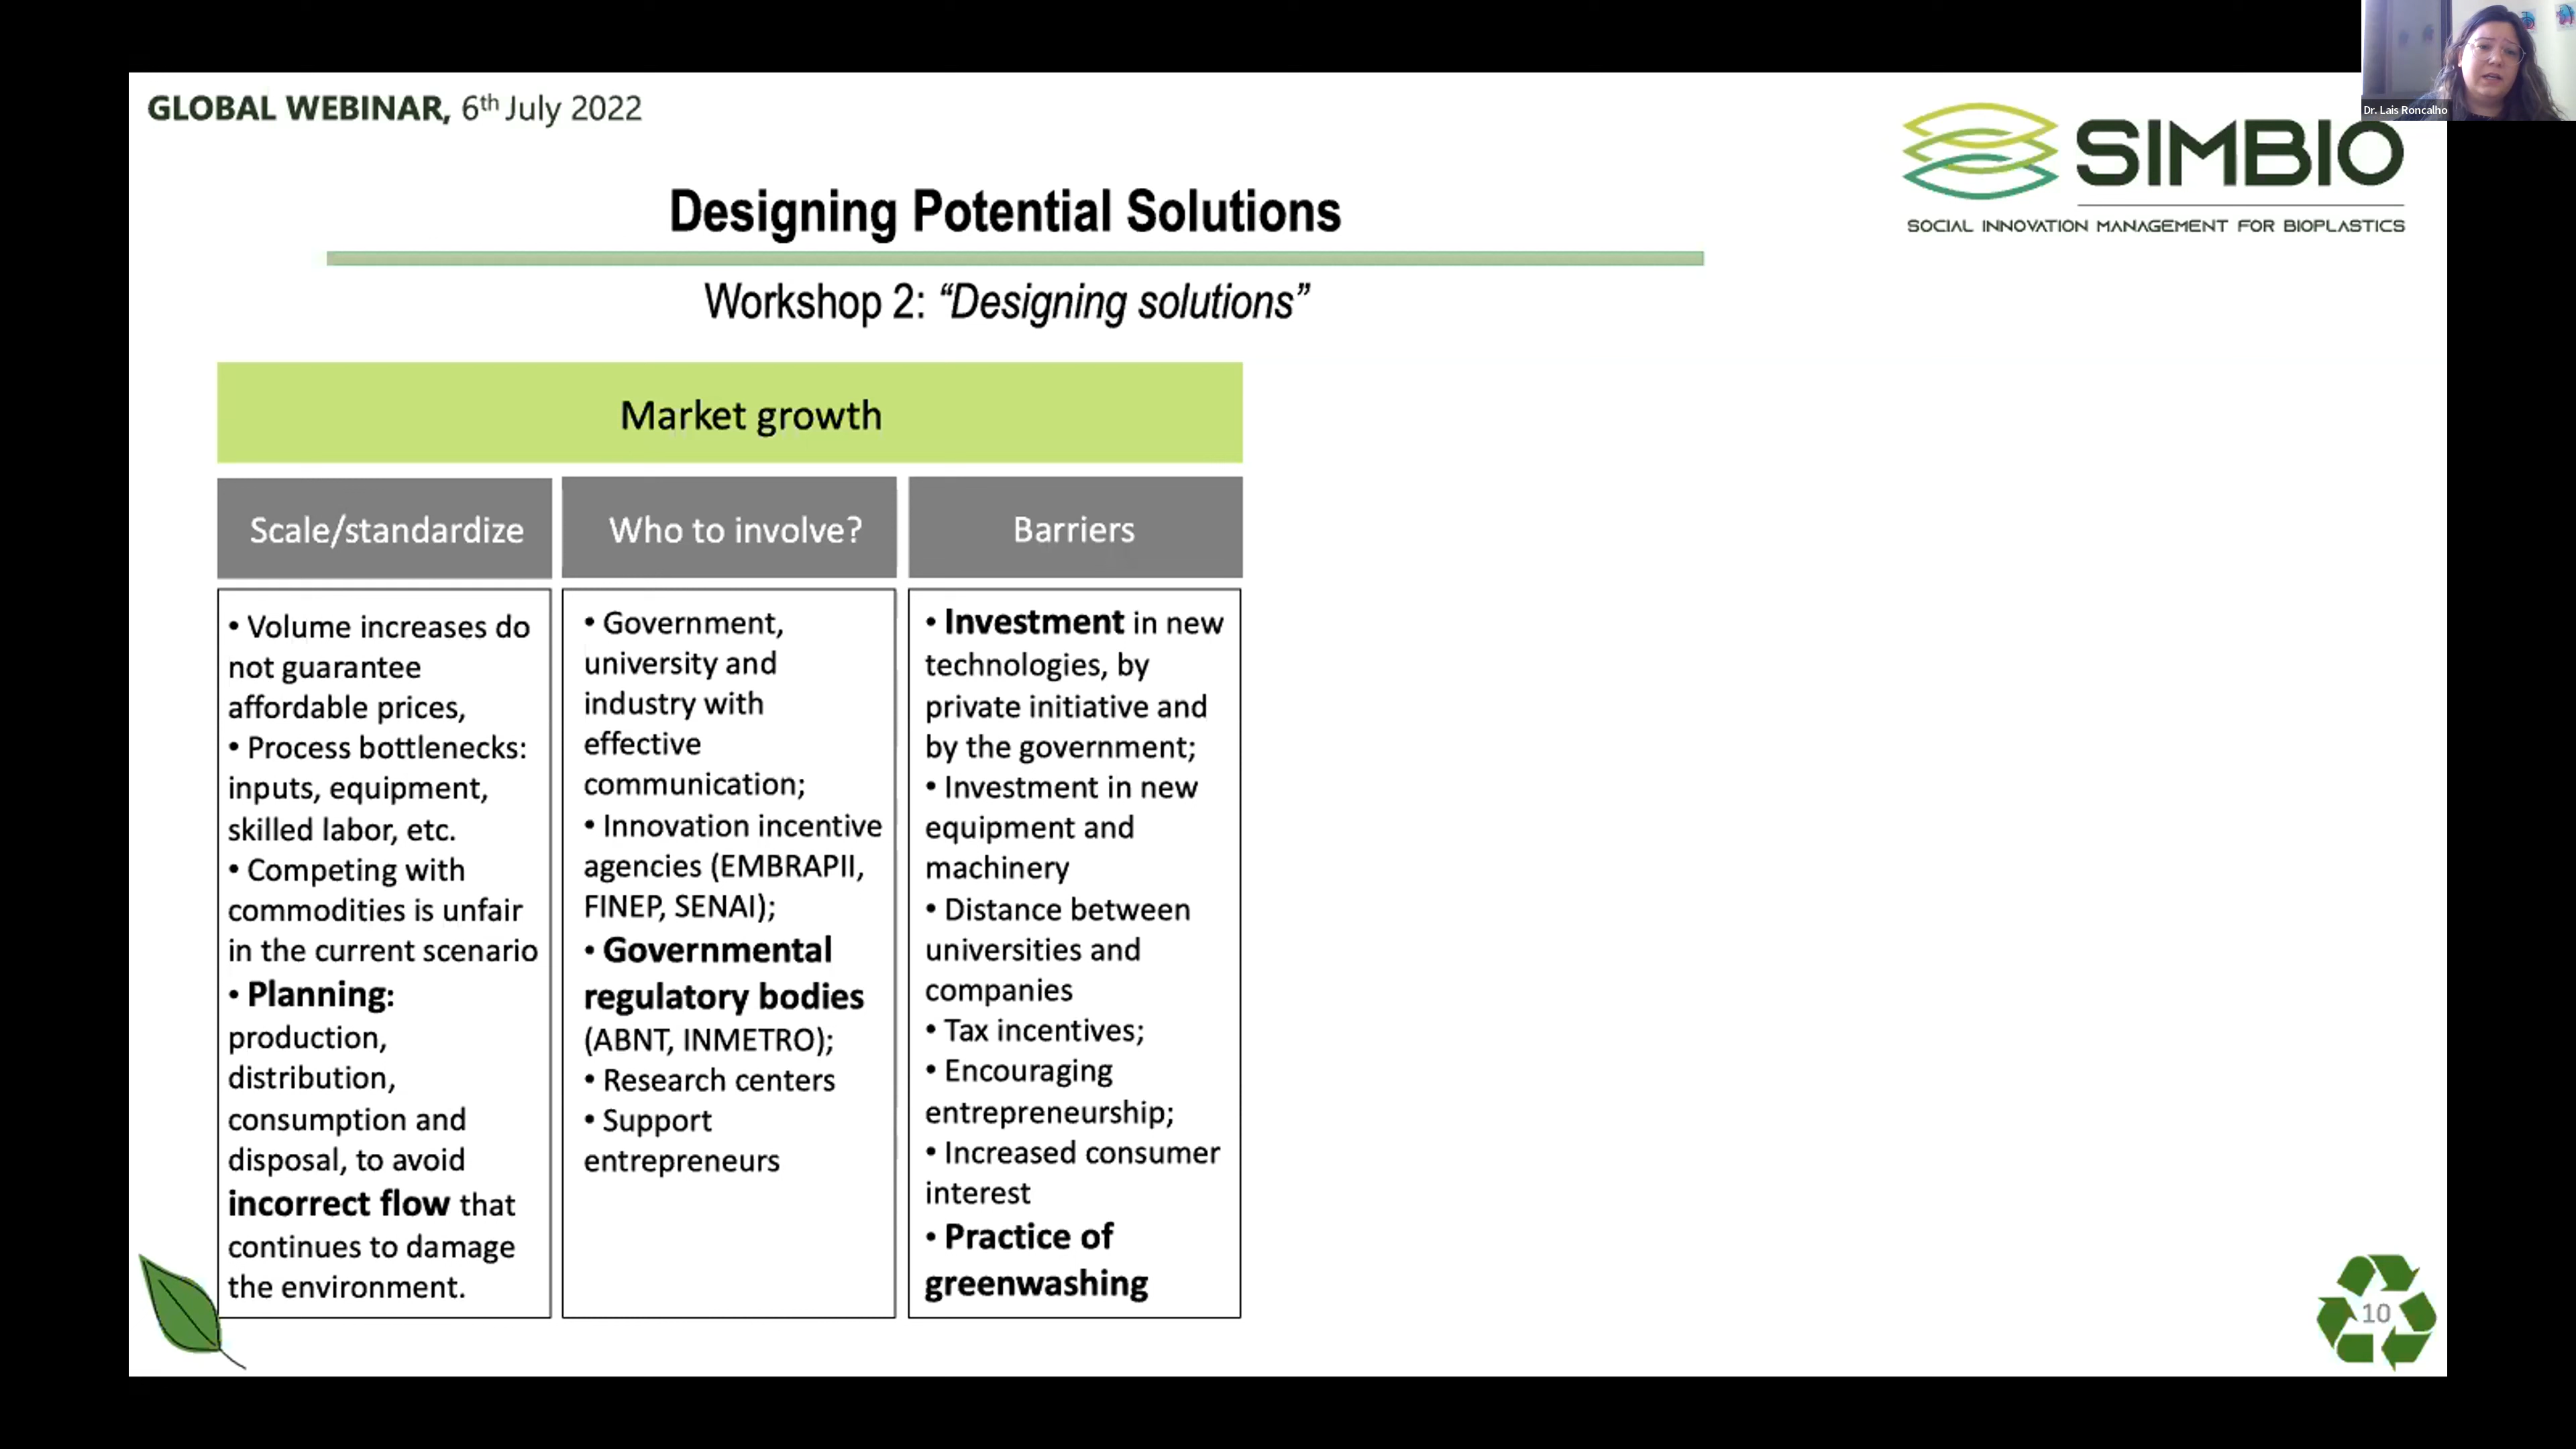 Dr. Lais Roncalho
GLOBAL WEBINAR, 6th July 2022
SIMBIO
SOCIAL INNOVATION MANAGEMENT FOR BIOPLASTICS
Designing Potential Solutions
Workshop 2: “Designing solutions”
Market growth
Scale/standardize
• Volume increases do
not guarantee
affordable prices,
• Process bottlenecks:
inputs, equipment,
skilled labor, etc.
• Competing with
commodities is unfair
in the current scenario
• Planning:
production,
distribution,
consumption and
disposal, to avoid
incorrect flow that
continues to damage
the environment.
Who to involve?
• Government,
university and
industry with
effective
communication;
• Innovation incentive
agencies (EMBRAPII,
FINEP, SENAI);
• Governmental
regulatory bodies
(ABNT, INMETRO);
• Research centers
• Support
entrepreneurs
Barriers
• Investment in new
technologies, by
private initiative and
by the government;
• Investment in new
equipment and
machinery
• Distance between
universities and
companies
• Tax incentives;
• Encouraging
entrepreneurship;
• Increased consumer
interest
• Practice of
greenwashing
10